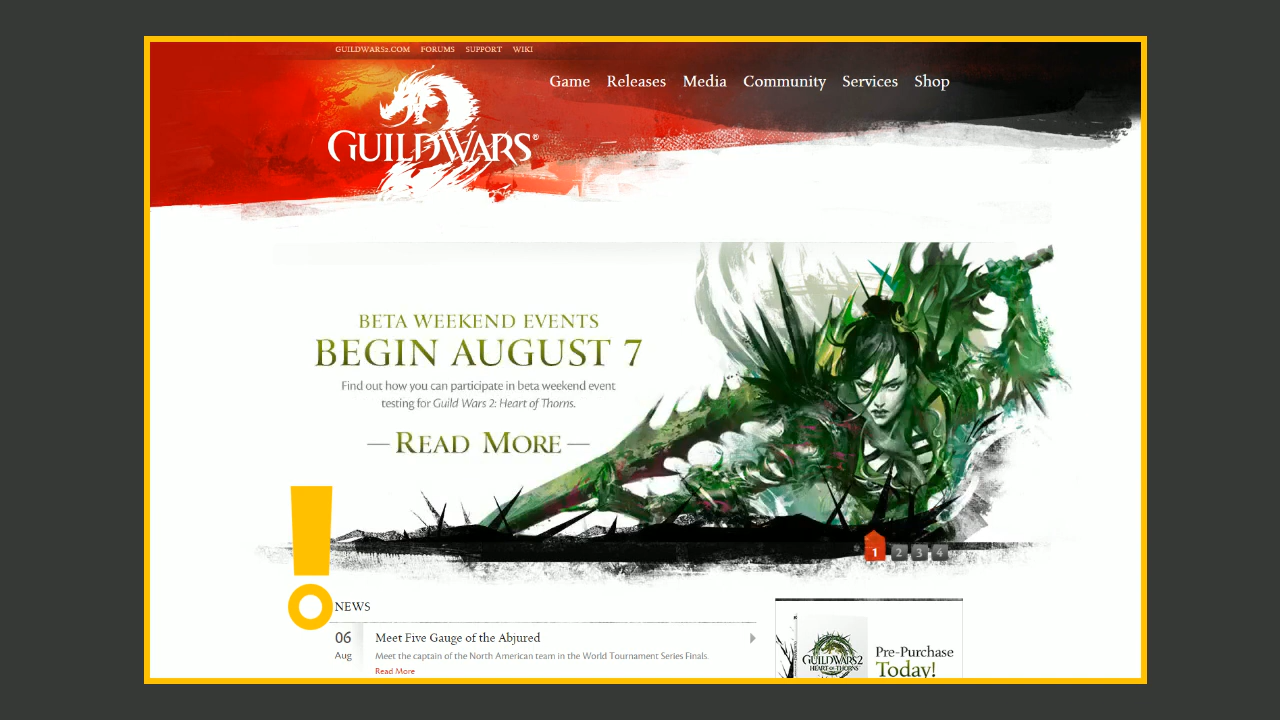 GUILDWARS2.COM FORUMS SUPPORT WIKI
Game Releases Media Community Services Shop
GUILDWARS®
BETA WEEKEND EVENTS
BEGIN AUGUST 7
Find out how you can participate in beta weekend event
testing for Guild Wars 2: Heart of Thorns.
READ MORE
1 2 3 4
NEWS
06
Aug
Meet Five Gauge of the Abjured
Meet the captain of the North American team in the World Tournament Series Finals.
Read More
GUILDWARS2
HEART OF THORNS
Pre-Purchase
Today!